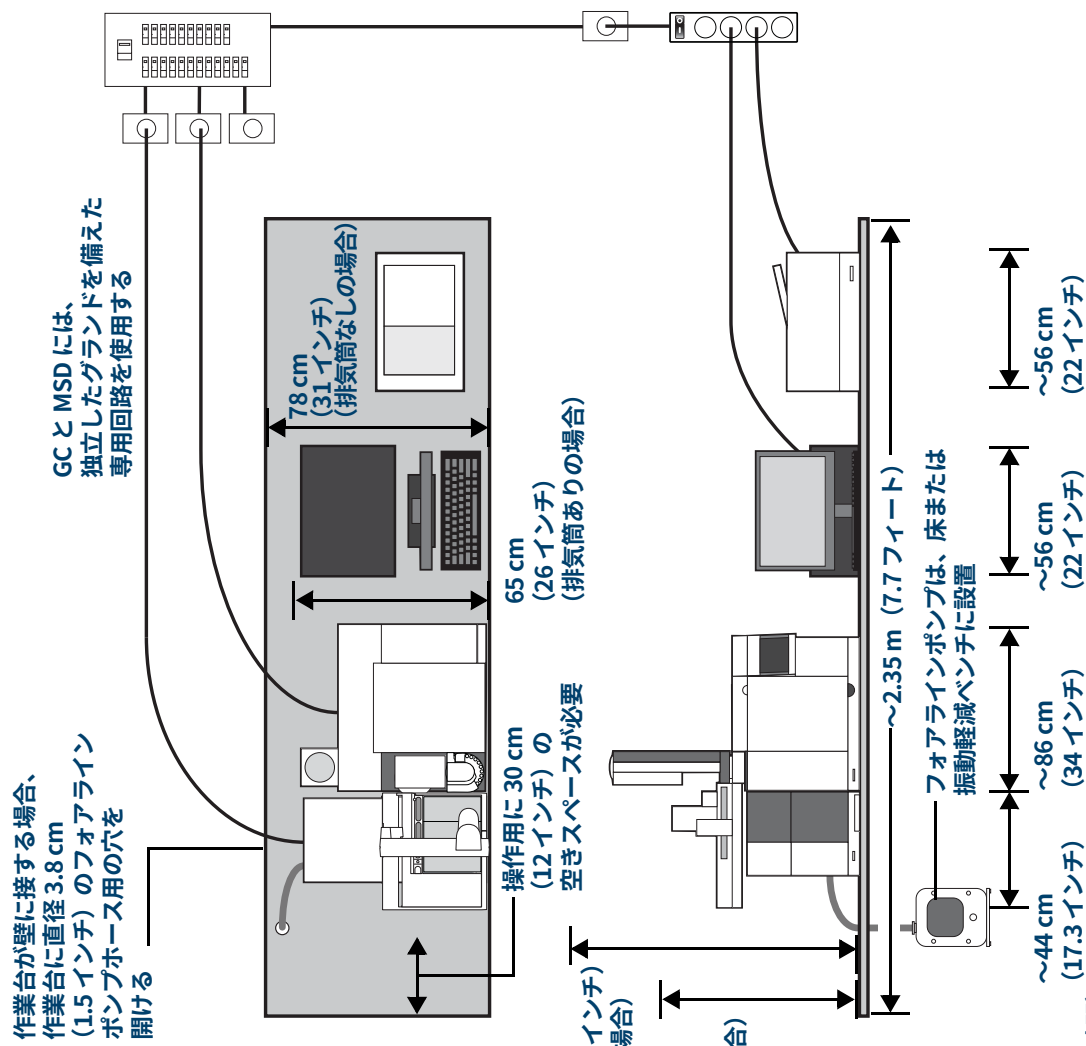 作業台が壁に接する場合、
作業台に直径 3.8 cm
（1.5 インチ）のフォアライン
ポンプホース用の穴を
開ける
GC と MSD には、
独立したグランドを備えた
専用回路を使用する
78 cm
（31 インチ）
（排気筒なしの場合）
65 cm
（26 インチ）
（排気筒ありの場合）
操作用に 30 cm
（12 インチ）の
空きスペースが必要
インチ）
場合）
合）
～2.35 m（7.7 フィート）
フォアラインポンプは、床または
振動軽減ベンチに設置
～44 cm
（17.3 インチ）
～86 cm
（34 インチ）
～56 cm
（22 インチ）
～56 cm
（22 インチ）